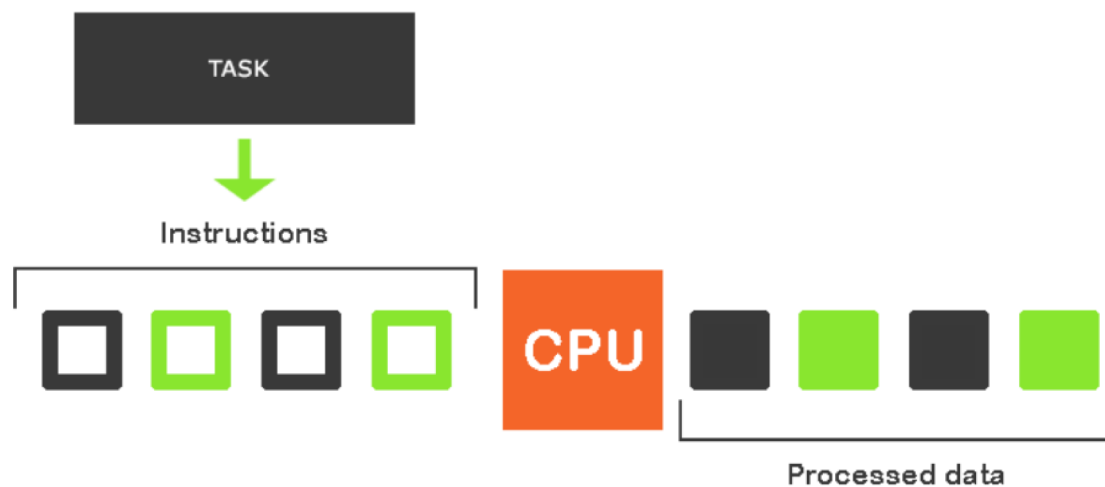 TASK
Instructions
CPU
Processed data